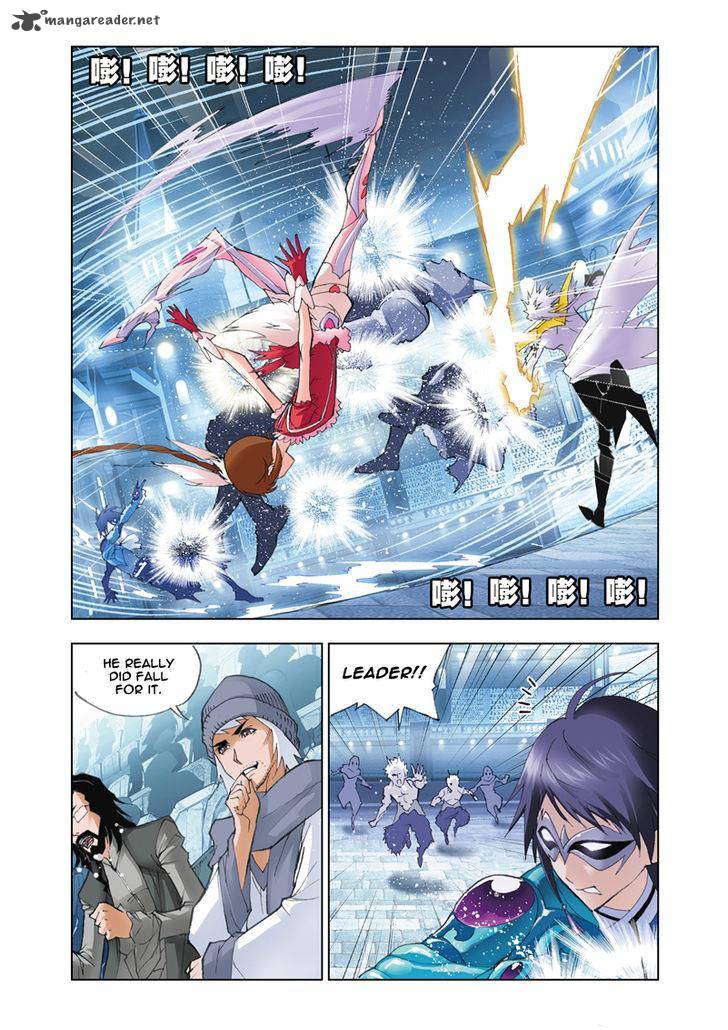 mangareader.net
嘭！嘭！嘭！嘭！
嘭！嘭！嘭！嘭！
HE REALLY
DID FALL
FOR IT.
LEADER!!